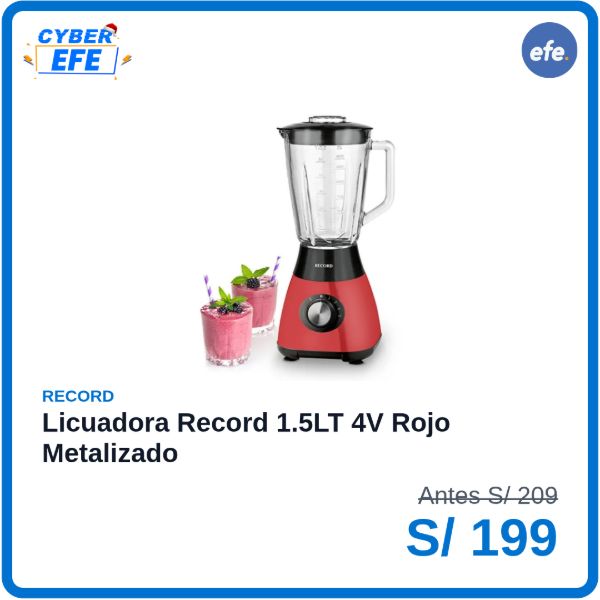 CYBER
EFE
efe.
RECORD
RECORD
Licuadora Record 1.5LT 4V Rojo
Metalizado
Antes S/ 209
S/ 199